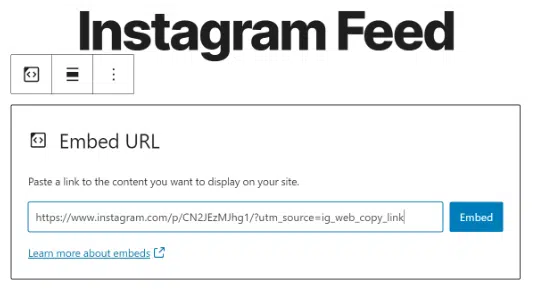 Instagram Feed
Embed URL
Paste a link to the content you want to display on your site.
https://www.instagram.com/p/CN2JEzMJhg1/?utm_source=ig_web_copy_link
Embed
Learn more about embeds